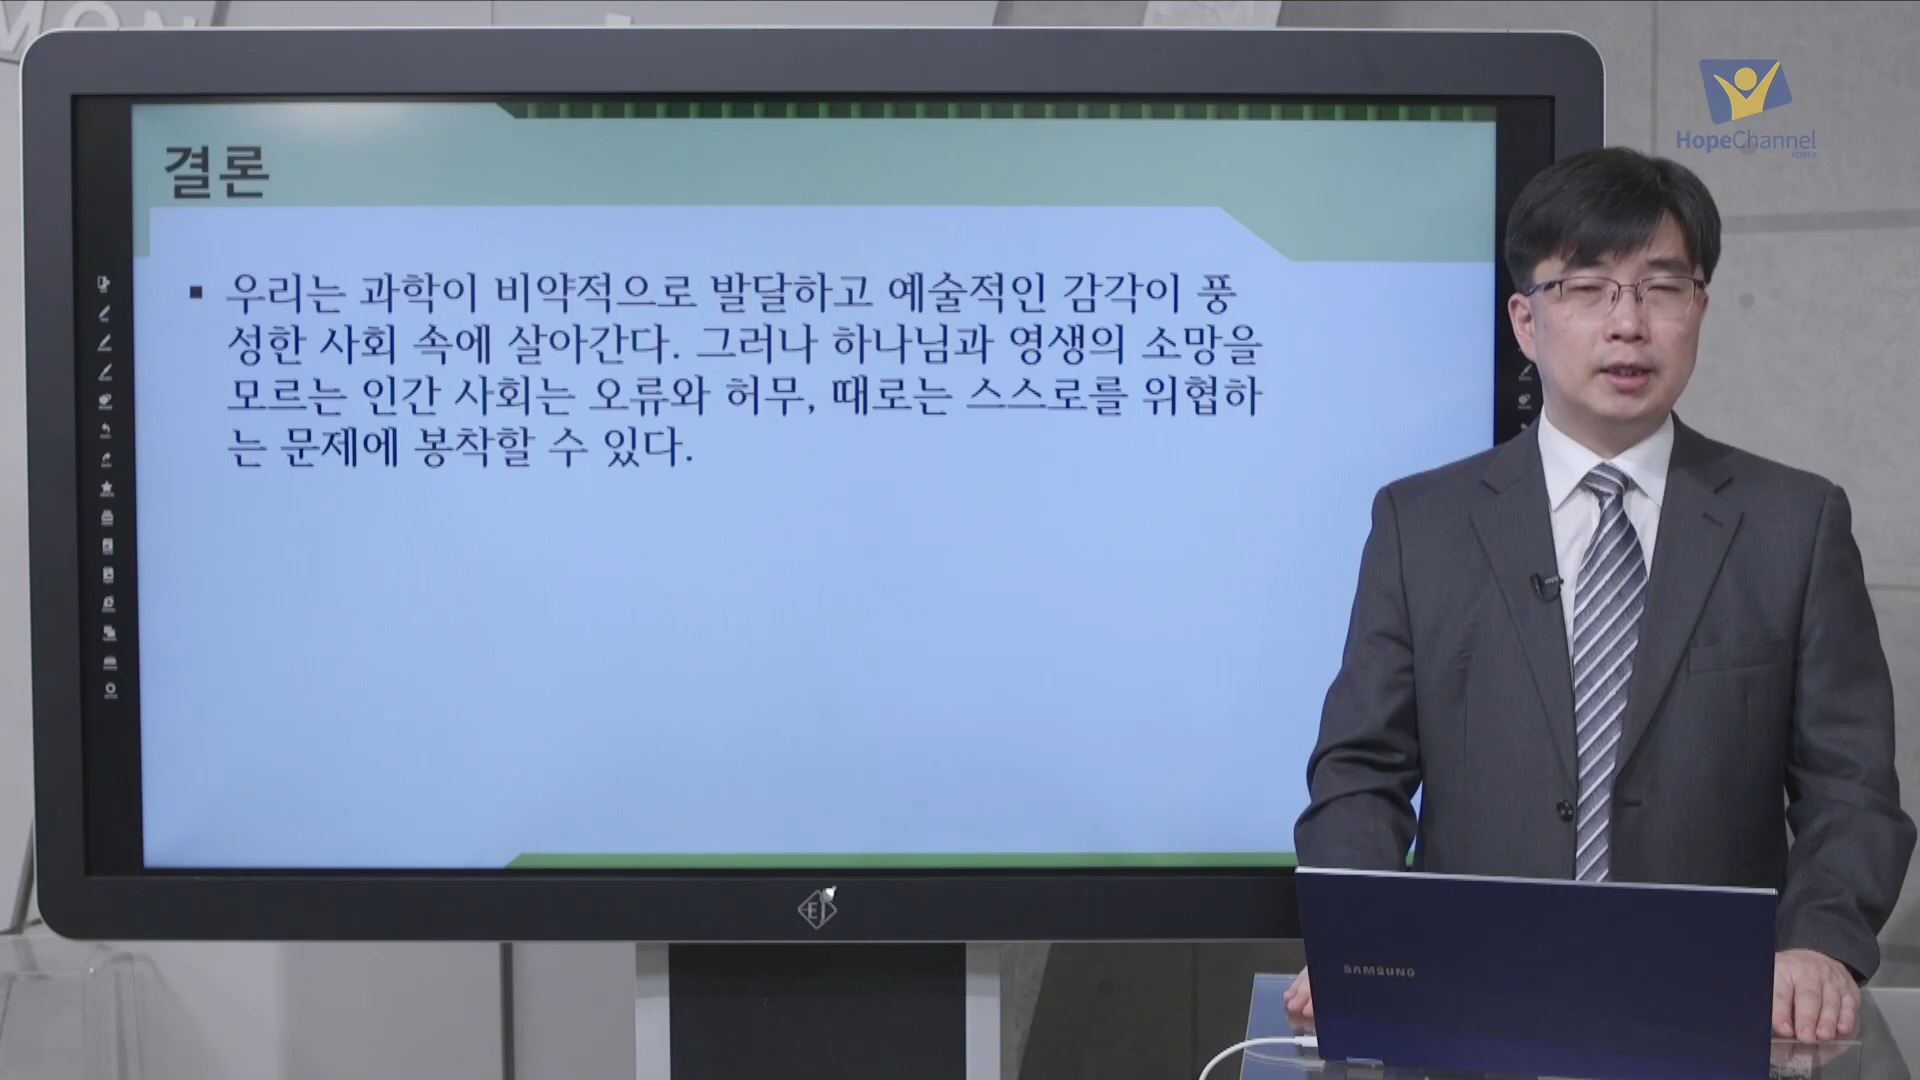 MON
HopeChannel
KOREA
결론
▪ 우리는 과학이 비약적으로 발달하고 예술적인 감각이 풍
성한 사회 속에 살아간다. 그러나 하나님과 영생의 소망을
모르는 인간 사회는 오류와 허무, 때로는 스스로를 위협하
는 문제에 봉착할 수 있다.
EJ
SAMSUNG